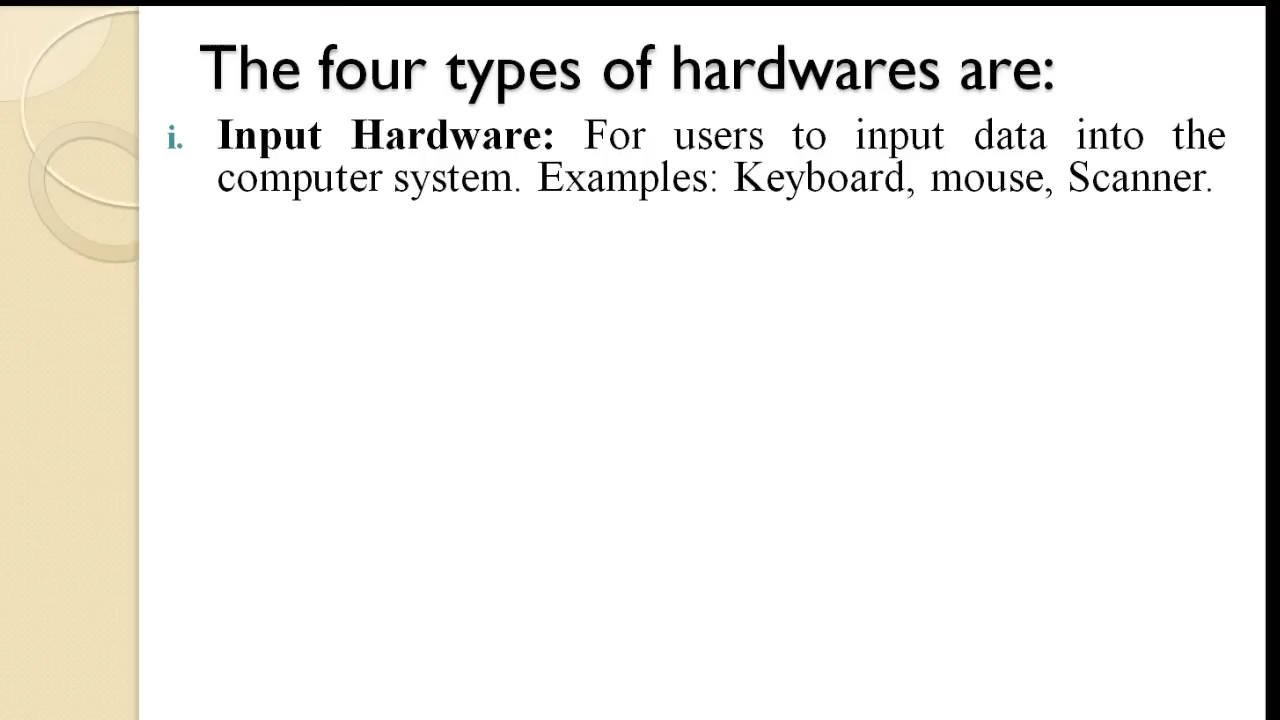 The four types of hardwares are:
i. Input Hardware: For users to input data into the
computer system. Examples: Keyboard, mouse, Scanner.